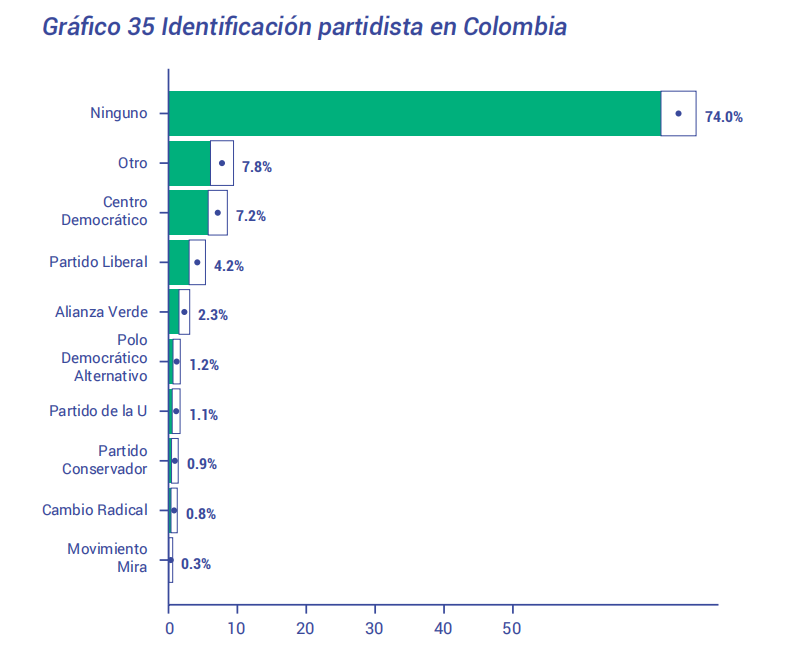 Gráfico 35 Identificación partidista en Colombia
Ninguno
74.0%
Otro
7.8%
Centro
Democrático
7.2%
Partido Liberal
4.2%
Alianza Verde
2.3%
Polo
Democrático
Alternativo
1.2%
Partido de la U
1.1%
Partido
Conservador
0.9%
Cambio Radical
0.8%
Movimiento
Mira
0.3%
0 10 20 30 40 50